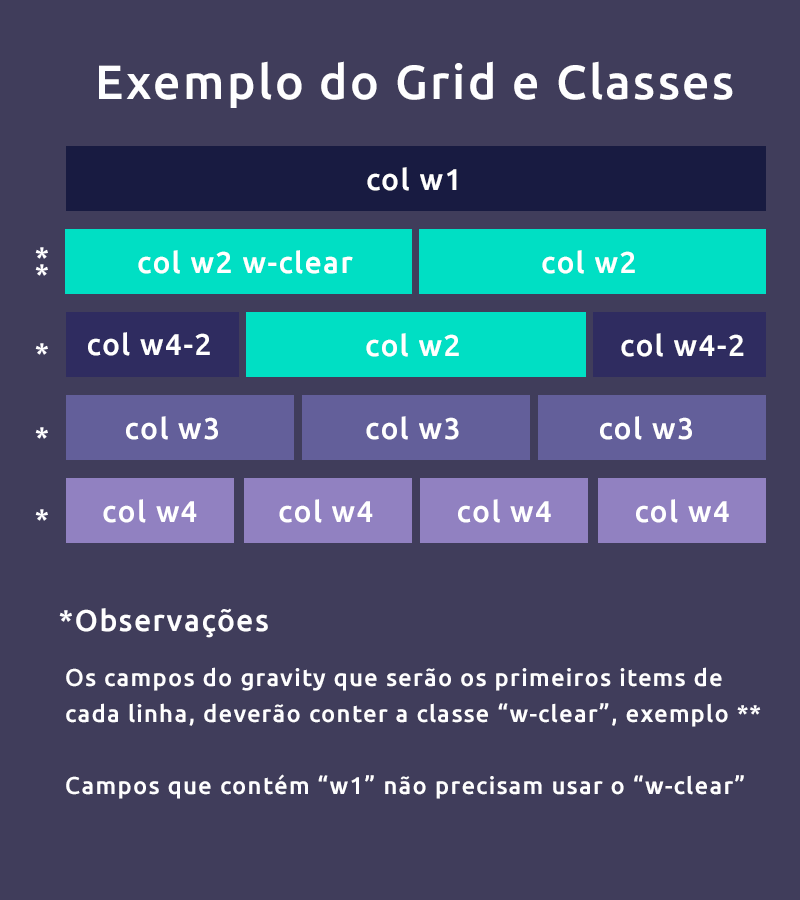 Exemplo do Grid e Classes
col w1
*
* col w2 w-clear col w2
* col w4-2 col w2 col w4-2
* col w3 col w3 col w3
* col w4 col w4 col w4 col w4
*Observações
Os campos do gravity que serão os primeiros items de
cada linha, deverão conter a classe “w-clear”, exemplo **
Campos que contém “w1” não precisam usar o “w-clear”